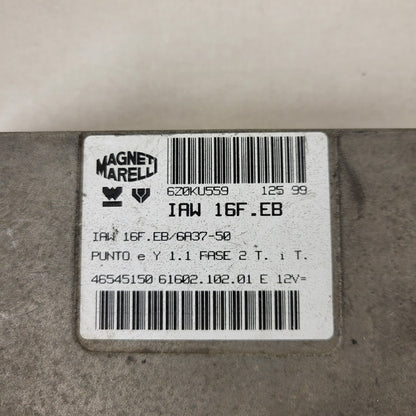 MAGNETI
MARELLI
6Z0KU559 125 99
IAW 16F.EB
IAW 16F.EB/6A37-50
PUNTO e Y 1.1 FASE 2 T. i T.
46545150 61602.102.01 E 12V=